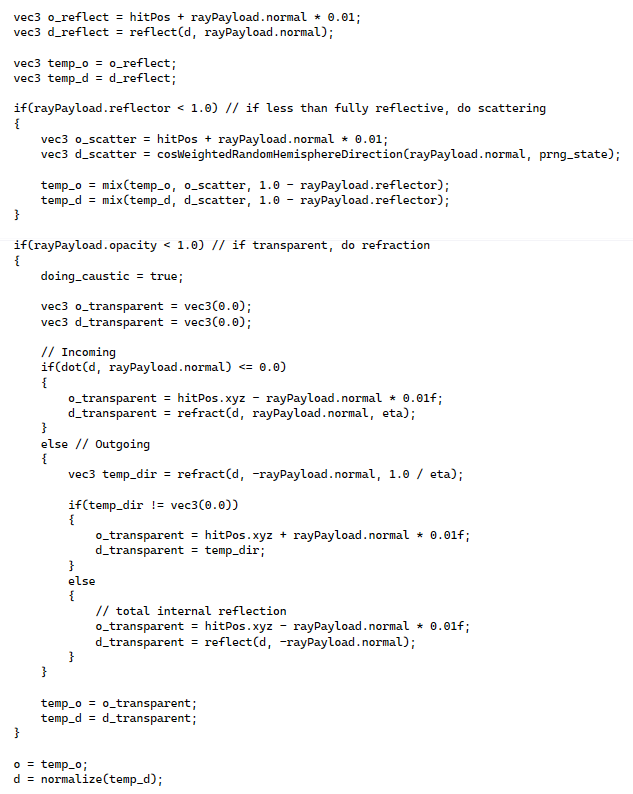 vec3 o_reflect = hitPos + rayPayload.normal * 0.01;
vec3 d_reflect = reflect(d, rayPayload.normal);

vec3 temp_o = o_reflect;
vec3 temp_d = d_reflect;

if(rayPayload.reflector < 1.0) // if less than fully reflective, do scattering
{
    vec3 o_scatter = hitPos + rayPayload.normal * 0.01;
    vec3 d_scatter = cosWeightedRandomHemisphereDirection(rayPayload.normal, prng_state);

    temp_o = mix(temp_o, o_scatter, 1.0 - rayPayload.reflector);
    temp_d = mix(temp_d, d_scatter, 1.0 - rayPayload.reflector);
}

if(rayPayload.opacity < 1.0) // if transparent, do refraction
{
    doing_caustic = true;

    vec3 o_transparent = vec3(0.0);
    vec3 d_transparent = vec3(0.0);

    // Incoming
    if(dot(d, rayPayload.normal) <= 0.0)
    {
        o_transparent = hitPos.xyz - rayPayload.normal * 0.01f;
        d_transparent = refract(d, rayPayload.normal, eta);
    }
    else // Outgoing
    {
        vec3 temp_dir = refract(d, -rayPayload.normal, 1.0 / eta);

        if(temp_dir != vec3(0.0))
        {
            o_transparent = hitPos.xyz + rayPayload.normal * 0.01f;
            d_transparent = temp_dir;
        }
        else
        {
            // total internal reflection
            o_transparent = hitPos.xyz - rayPayload.normal * 0.01f;
            d_transparent = reflect(d, -rayPayload.normal);
        }
    }

    temp_o = o_transparent;
    temp_d = d_transparent;
}

o = temp_o;
d = normalize(temp_d);